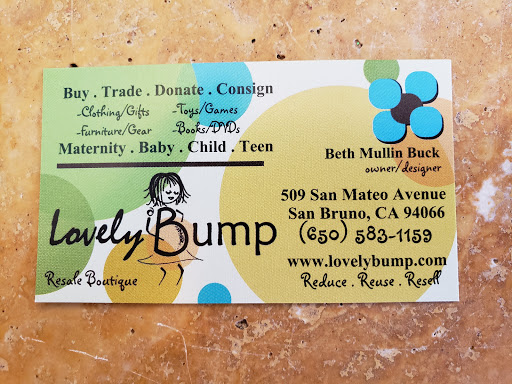 Buy . Trade . Donate . Consign
-Clothing/Gifts -Toys/Games
-Furniture/Gear -Books/DVDs
Maternity . Baby . Child . Teen
Lovely Bump
Resale Boutique
Beth Mullin Buck
owner/designer
509 San Mateo Avenue
San Bruno, CA 94066
(650) 583-1159
www.lovelybump.com
Reduce . Reuse . Resell